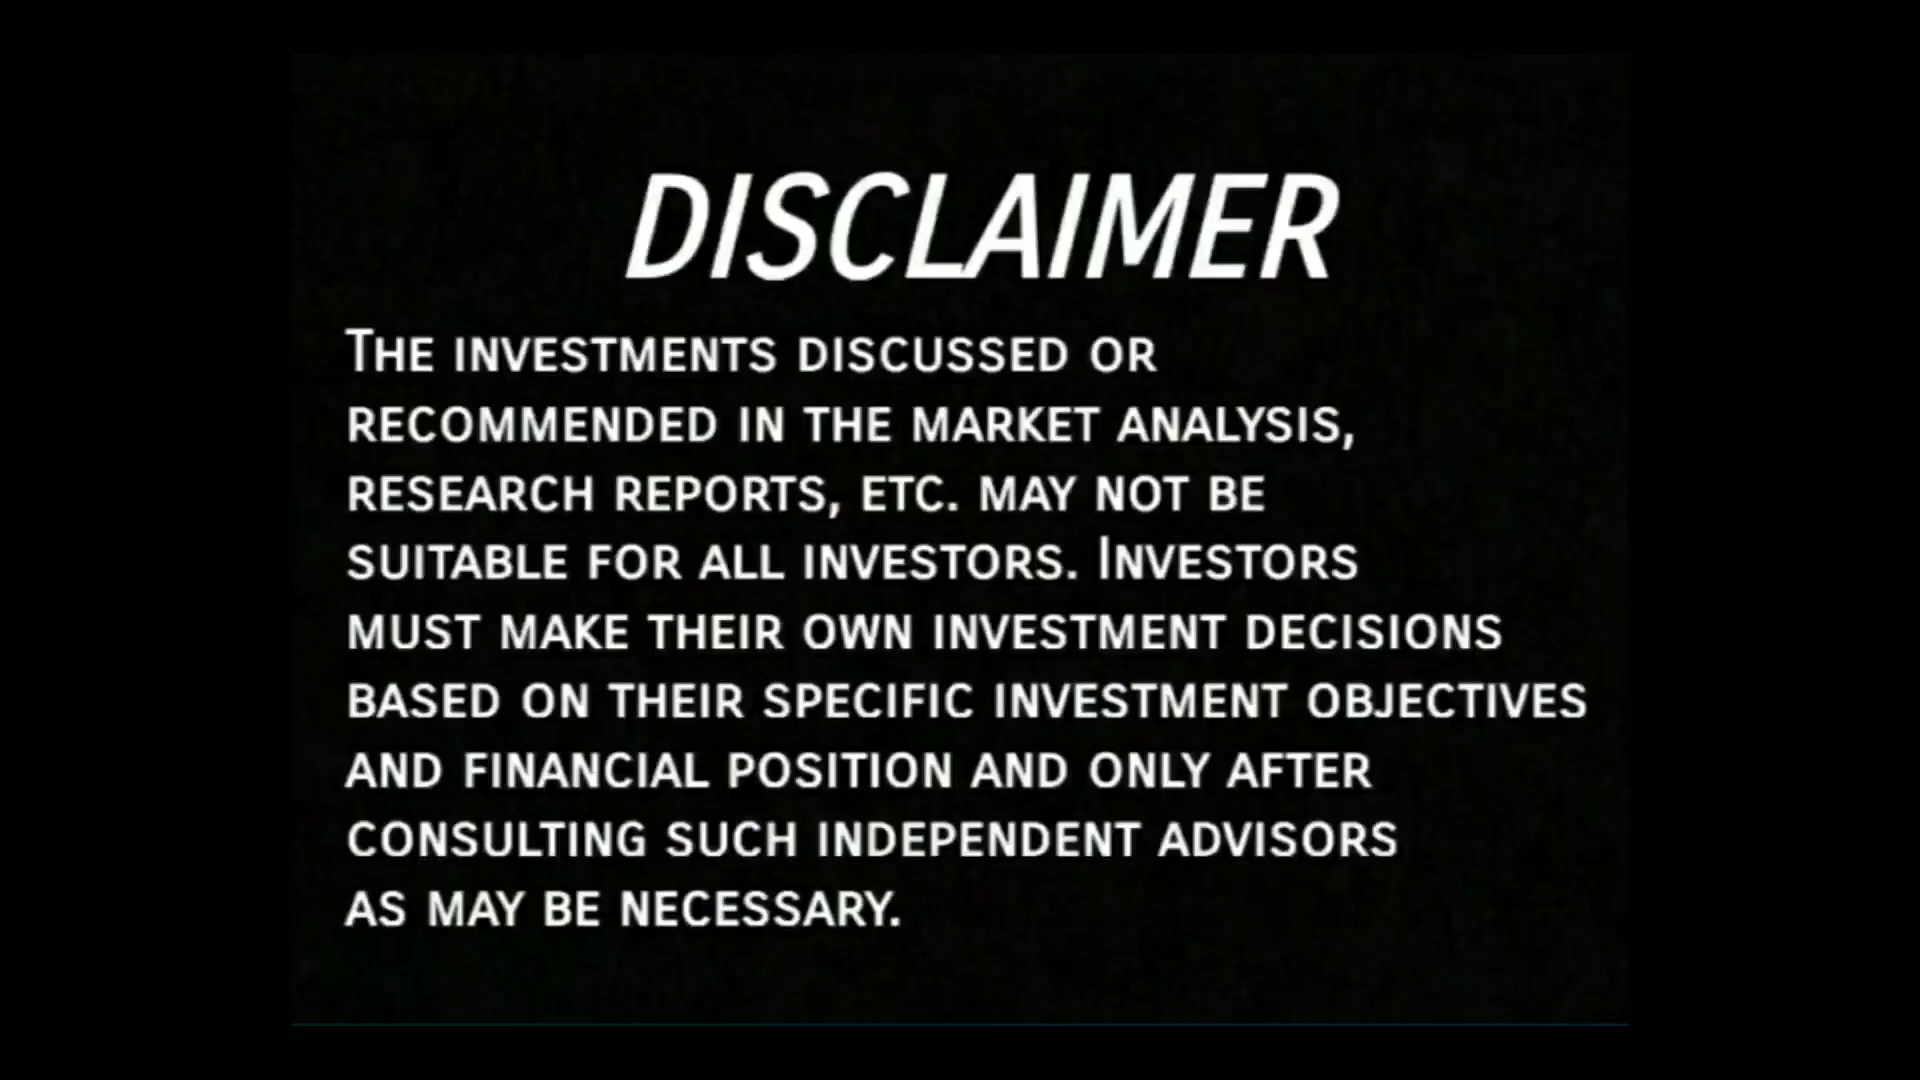 DISCLAIMER
The investments discussed or
recommended in the market analysis,
research reports, etc. may not be
suitable for all investors. Investors
must make their own investment decisions
based on their specific investment objectives
and financial position and only after
consulting such independent advisors
as may be necessary.